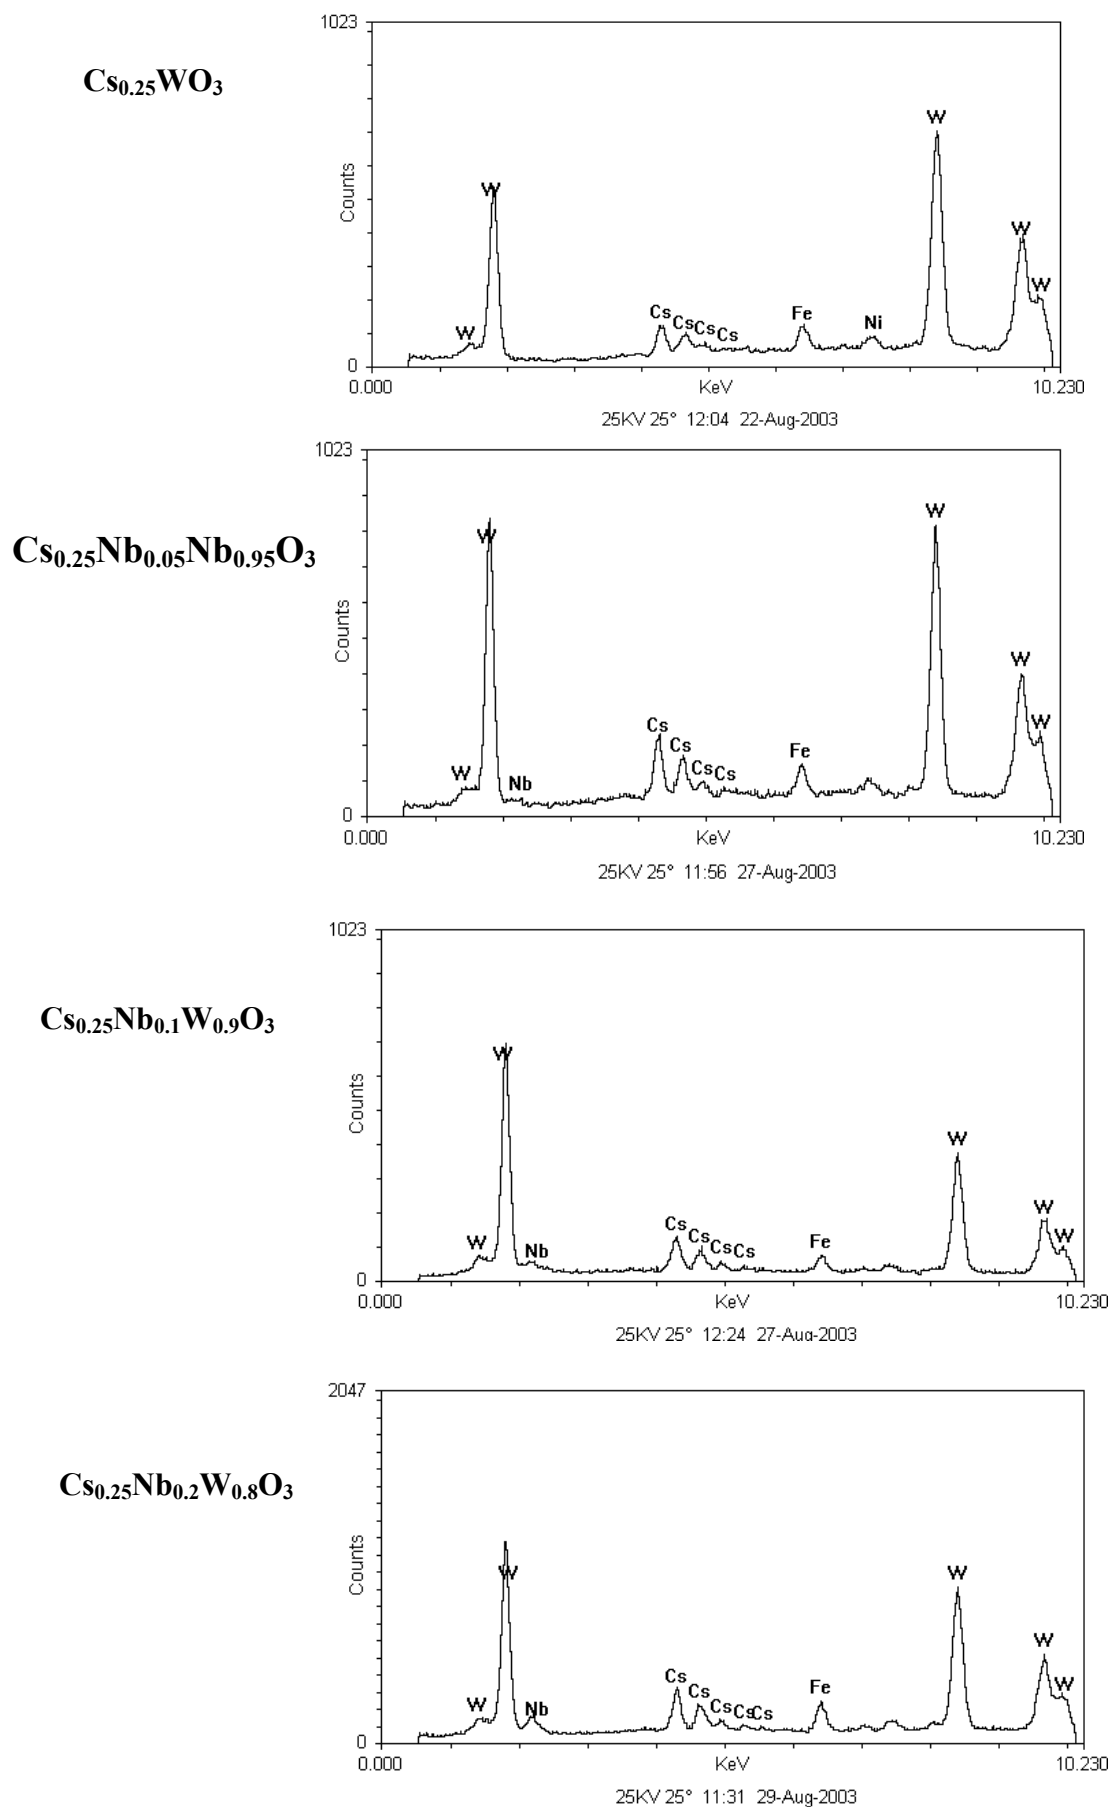 1023
Cs0.25WO3
W
W
W
W
Counts
Cs Cs Cs Cs
Fe
Ni
W
0
0.000
KeV
10.230
25KV 25° 12:04 22-Aug-2003
1023
W
W
Cs0.25Nb0.05Nb0.95O3
Counts
W
Cs
W
Cs
Fe
W
Nb
Cs Cs
0
0.000
KeV
10.230
25KV 25° 11:56 27-Aug-2003
1023
Cs0.25Nb0.1W0.9O3
W
Counts
W
W
Cs
W
W
Nb
Cs Cs Cs
Fe
0
0.000
KeV
10.230
25KV 25° 12:24 27-Aug-2003
2047
Cs0.25Nb0.2W0.8O3
W
W
Counts
W
Cs
W
Cs
Fe
W
Nb
Cs Cs Cs
0
0.000
KeV
10.230
25KV 25° 11:31 29-Aug-2003